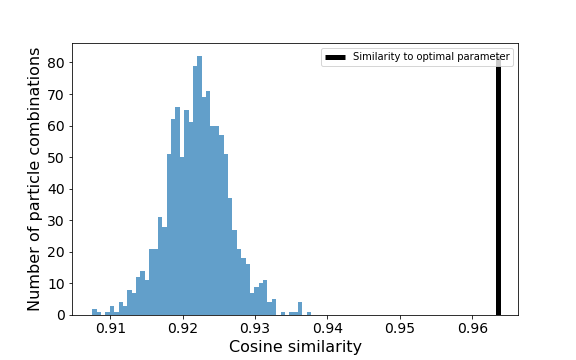 Similarity to optimal parameter
Number of particle combinations
80
70
60
50
40
30
20
10
0
0.91 0.92 0.93 0.94 0.95 0.96
Cosine similarity